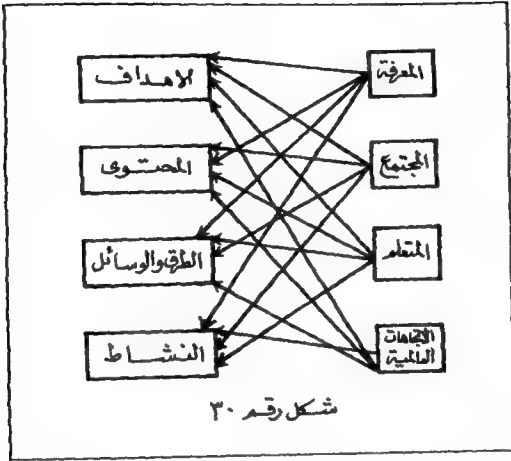 المعرفة
الاهداف
المجتمع
المحتوى
المتعلم
الطرق والوسائل
الاتجاهات
العالمية
النشاط
شكل رقم ٣٠